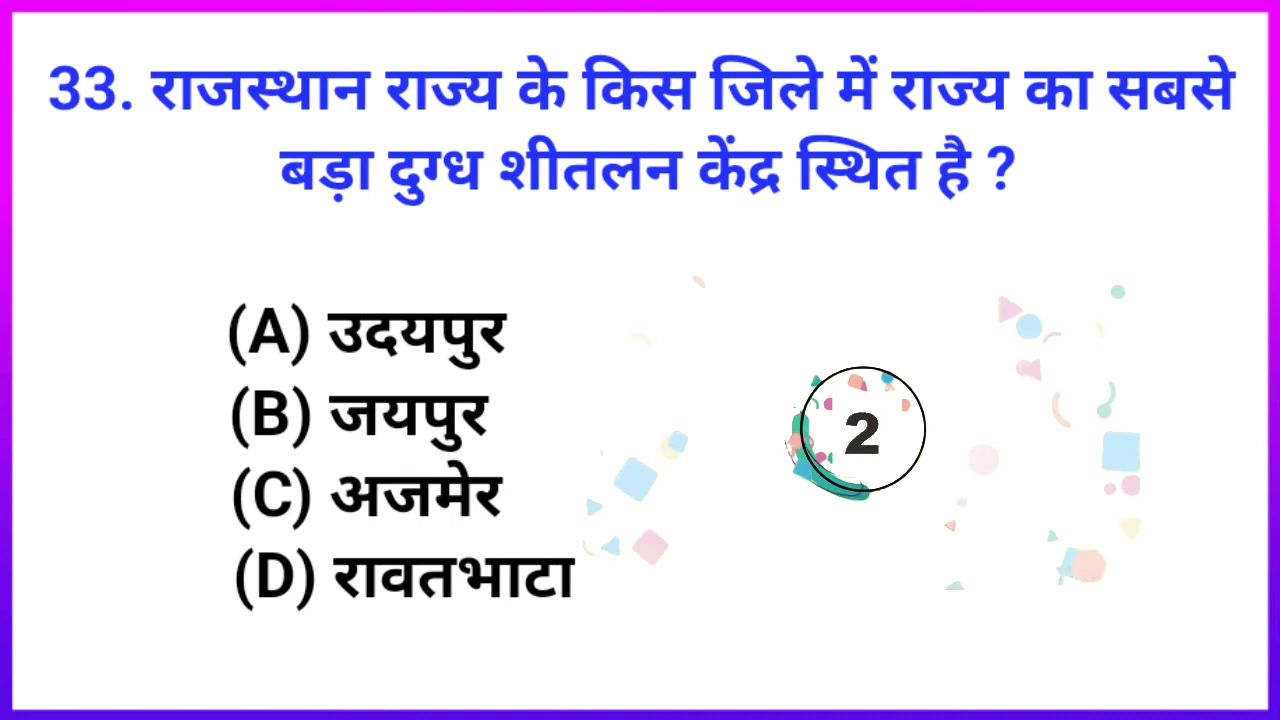 33. राजस्थान राज्य के किस जिले में राज्य का सबसे
बड़ा दुग्ध शीतलन केंद्र स्थित है ?
(A) उदयपुर
(B) जयपुर
(C) अजमेर
(D) रावतभाटा
2